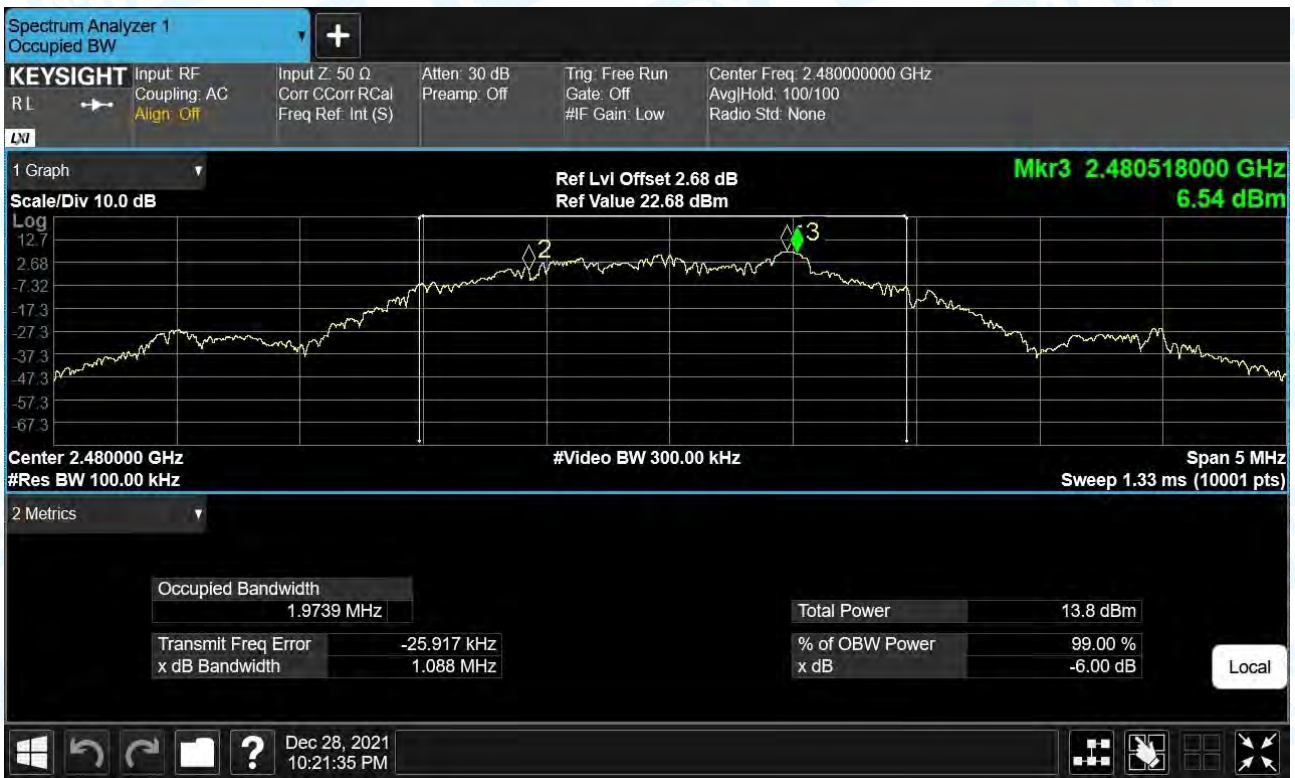 Spectrum Analyzer 1
Occupied BW
+
KEYSIGHT
R L
LXI
Input: RF
Coupling: AC
Align: Off
Input Z: 50 Ω
Corr CCorr RCal
Freq Ref: Int (S)
Atten: 30 dB
Preamp: Off
Trig: Free Run
Gate: Off
#IF Gain: Low
Center Freq: 2.480000000 GHz
Avg|Hold: 100/100
Radio Std: None
1 Graph
Scale/Div 10.0 dB
Ref Lvl Offset 2.68 dB
Ref Value 22.68 dBm
Mkr3 2.480518000 GHz
6.54 dBm
Log
12.7
2.68
-7.32
-17.3
-27.3
-37.3
-47.3
-57.3
-67.3
2
3
Center 2.480000 GHz
#Video BW 300.00 kHz
Span 5 MHz
#Res BW 100.00 kHz
Sweep 1.33 ms (10001 pts)
2 Metrics
Occupied Bandwidth
1.9739 MHz
Total Power 13.8 dBm
Transmit Freq Error -25.917 kHz
% of OBW Power 99.00 %
x dB Bandwidth 1.088 MHz
x dB -6.00 dB
Local
?
Dec 28, 2021
10:21:35 PM